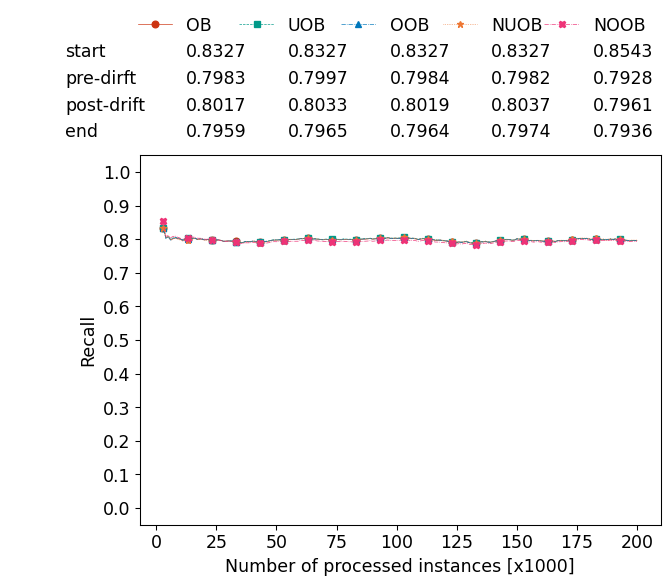 OB UOB OOB NUOB NOOB
start 0.8327 0.8327 0.8327 0.8327 0.8543
pre-dirft 0.7983 0.7997 0.7984 0.7982 0.7928
post-drift 0.8017 0.8033 0.8019 0.8037 0.7961
end 0.7959 0.7965 0.7964 0.7974 0.7936
1.0
0.9
0.8
0.7
0.6
0.5
0.4
0.3
0.2
0.1
0.0
Recall
0 25 50 75 100 125 150 175 200
Number of processed instances [x1000]